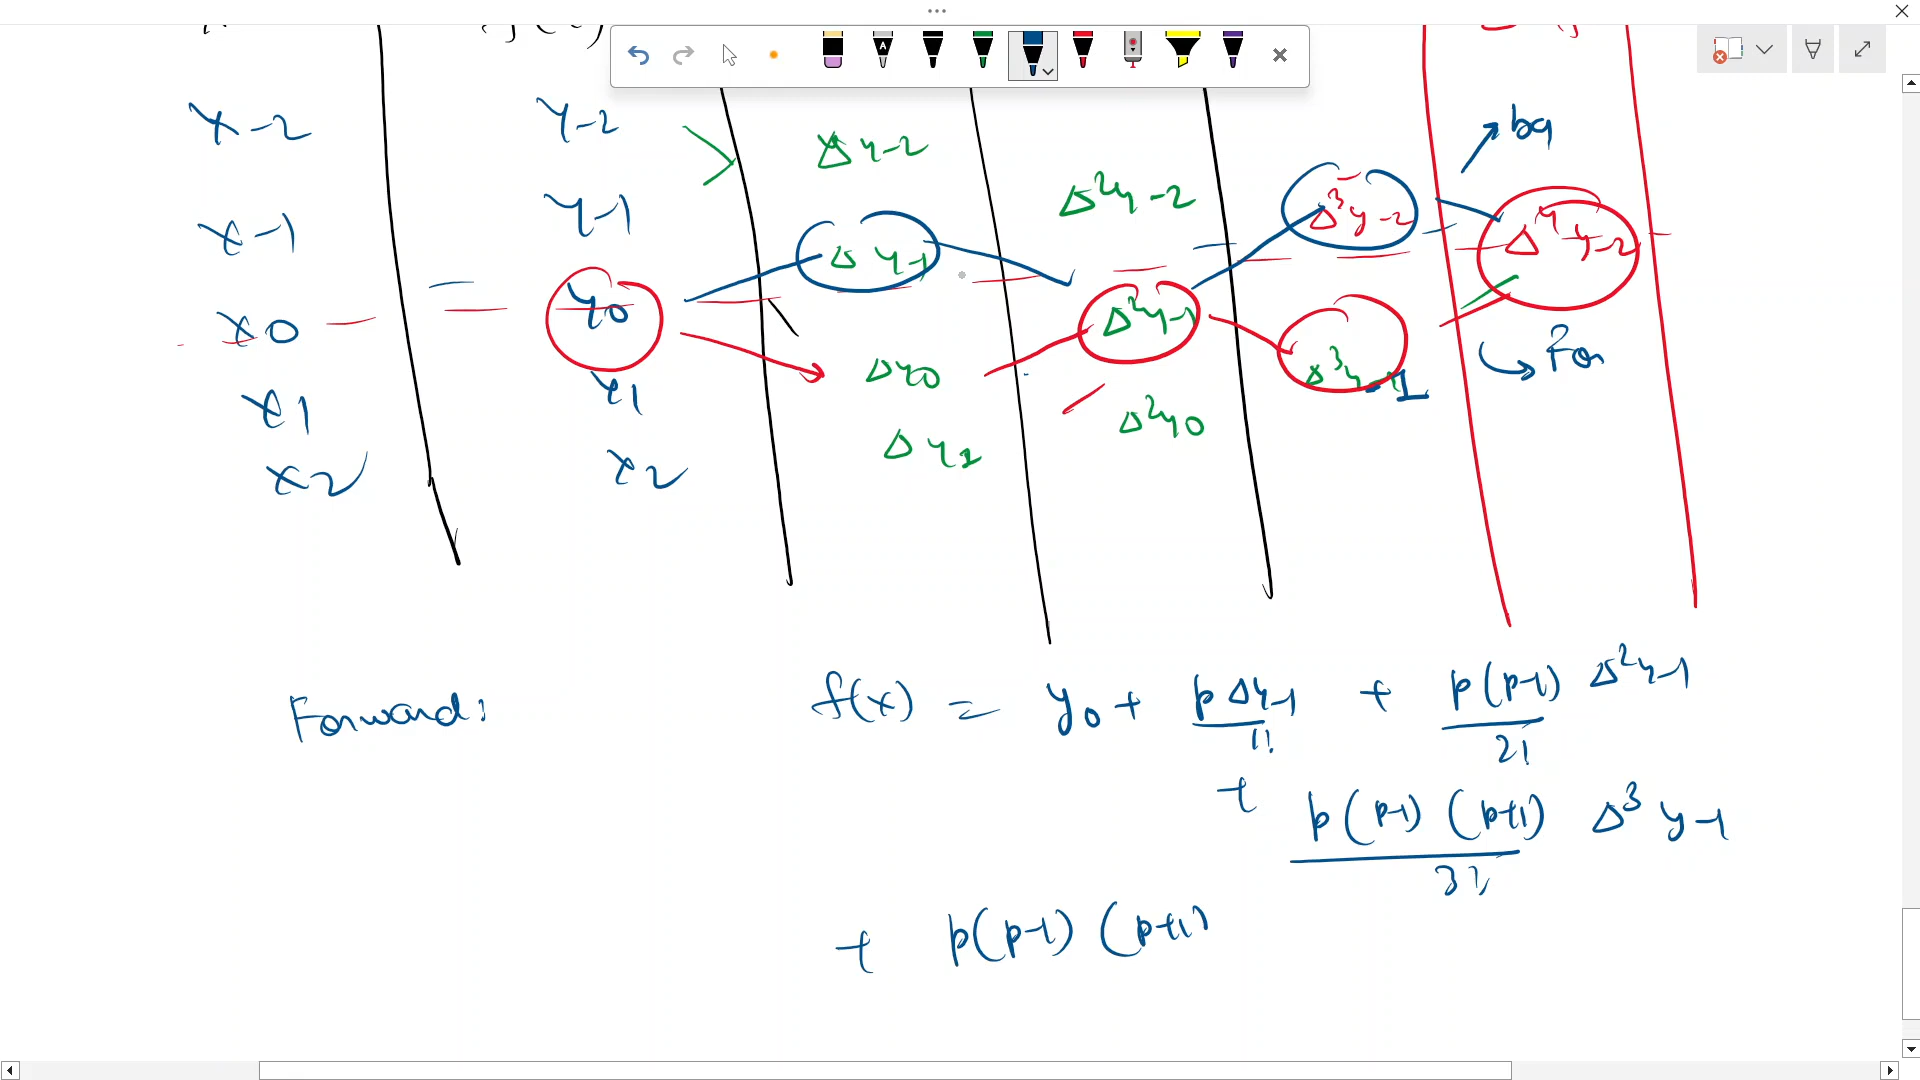 x-2 y-2 Δy-2 Δ²y-2 Δ³y-2 ba
x-1 y-1 Δy-1 Δ⁴y-2
x0 y0 Δy0 Δ²y-1 Δ³y-1 For
x1 y1 Δy1 Δ²y0
x2 y2
Forward: f(x) = y0 + pΔy-1/1! + p(p-1)/2! Δ²y-1
+ p(p-1)(p+1)/3! Δ³y-1
+ p(p-1)(p+1)